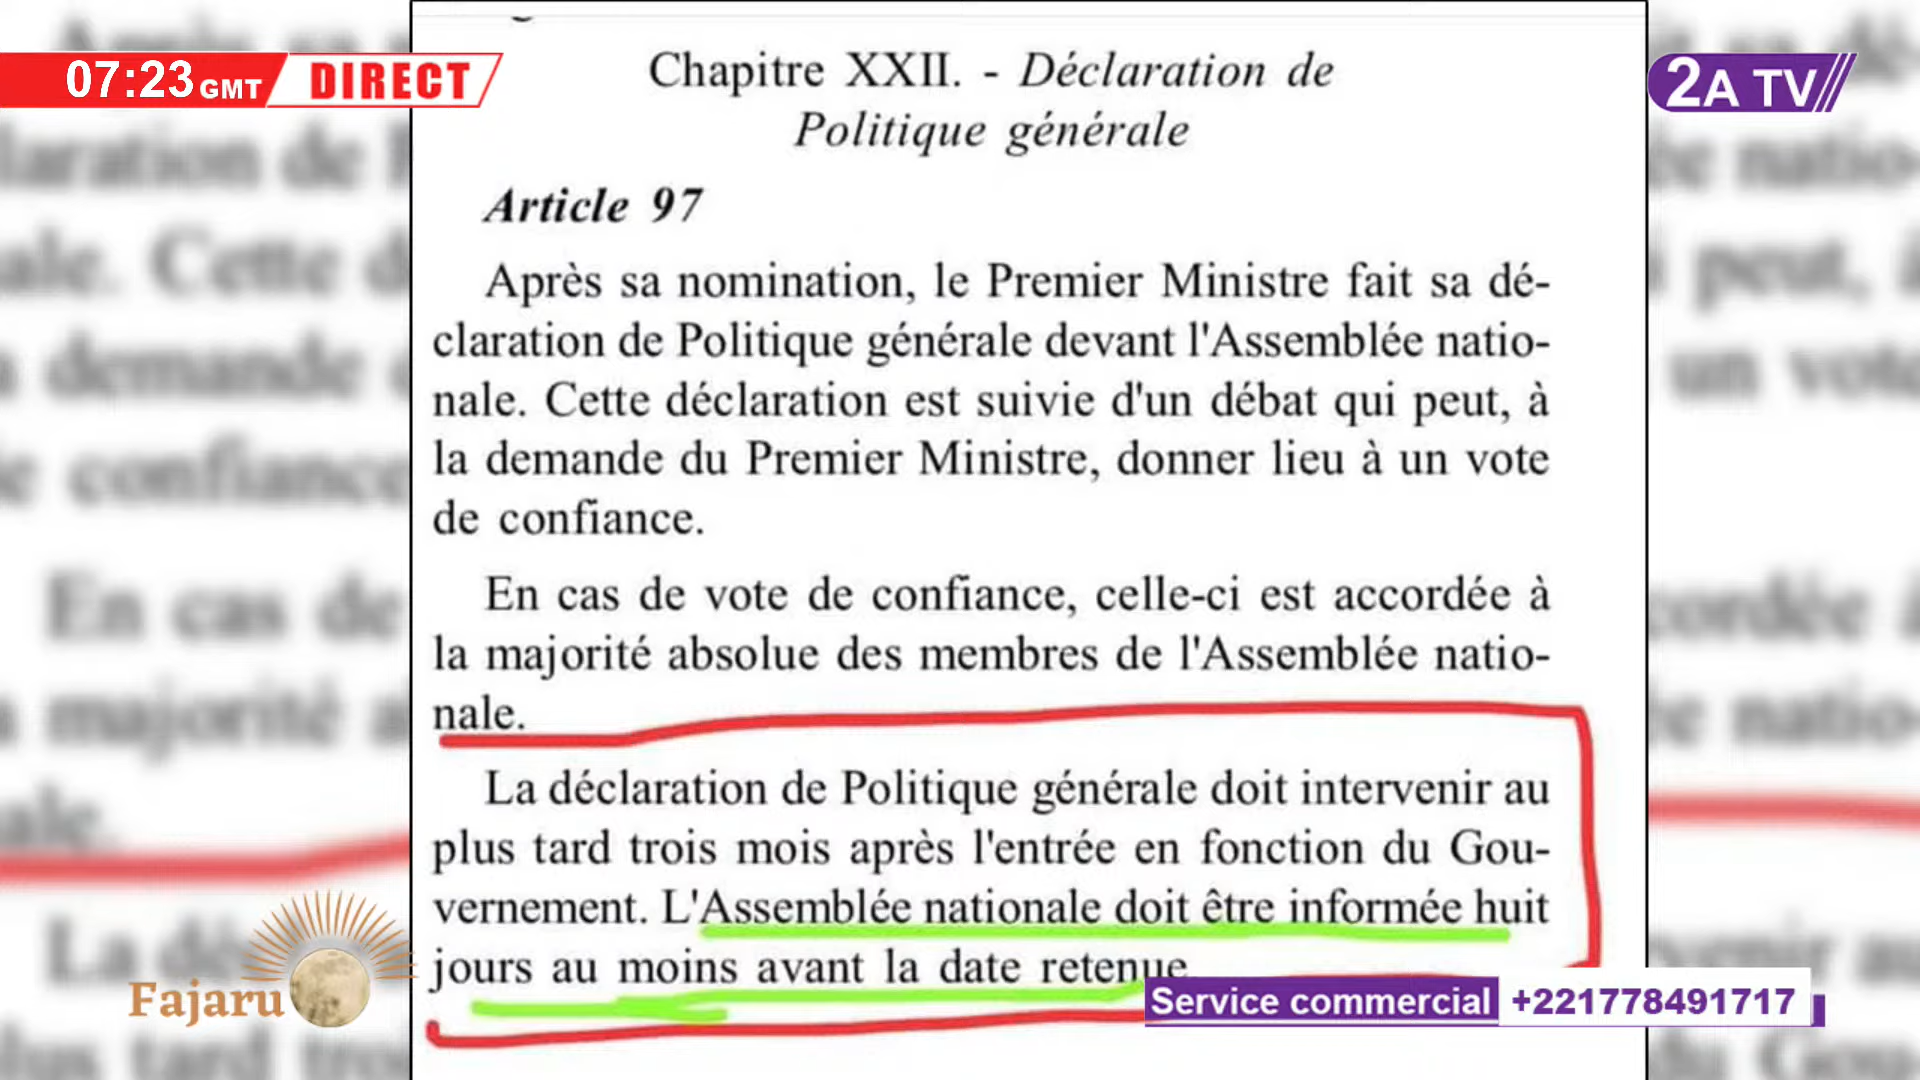 07:23 GMT DIRECT
2A TV
Chapitre XXII. - Déclaration de
Politique générale
Article 97
Après sa nomination, le Premier Ministre fait sa dé-
claration de Politique générale devant l'Assemblée natio-
nale. Cette déclaration est suivie d'un débat qui peut, à
la demande du Premier Ministre, donner lieu à un vote
de confiance.
En cas de vote de confiance, celle-ci est accordée à
la majorité absolue des membres de l'Assemblée natio-
nale.
La déclaration de Politique générale doit intervenir au
plus tard trois mois après l'entrée en fonction du Gou-
vernement. L'Assemblée nationale doit être informée huit
jours au moins avant la date retenue.
Fajaru
Service commercial +221778491717